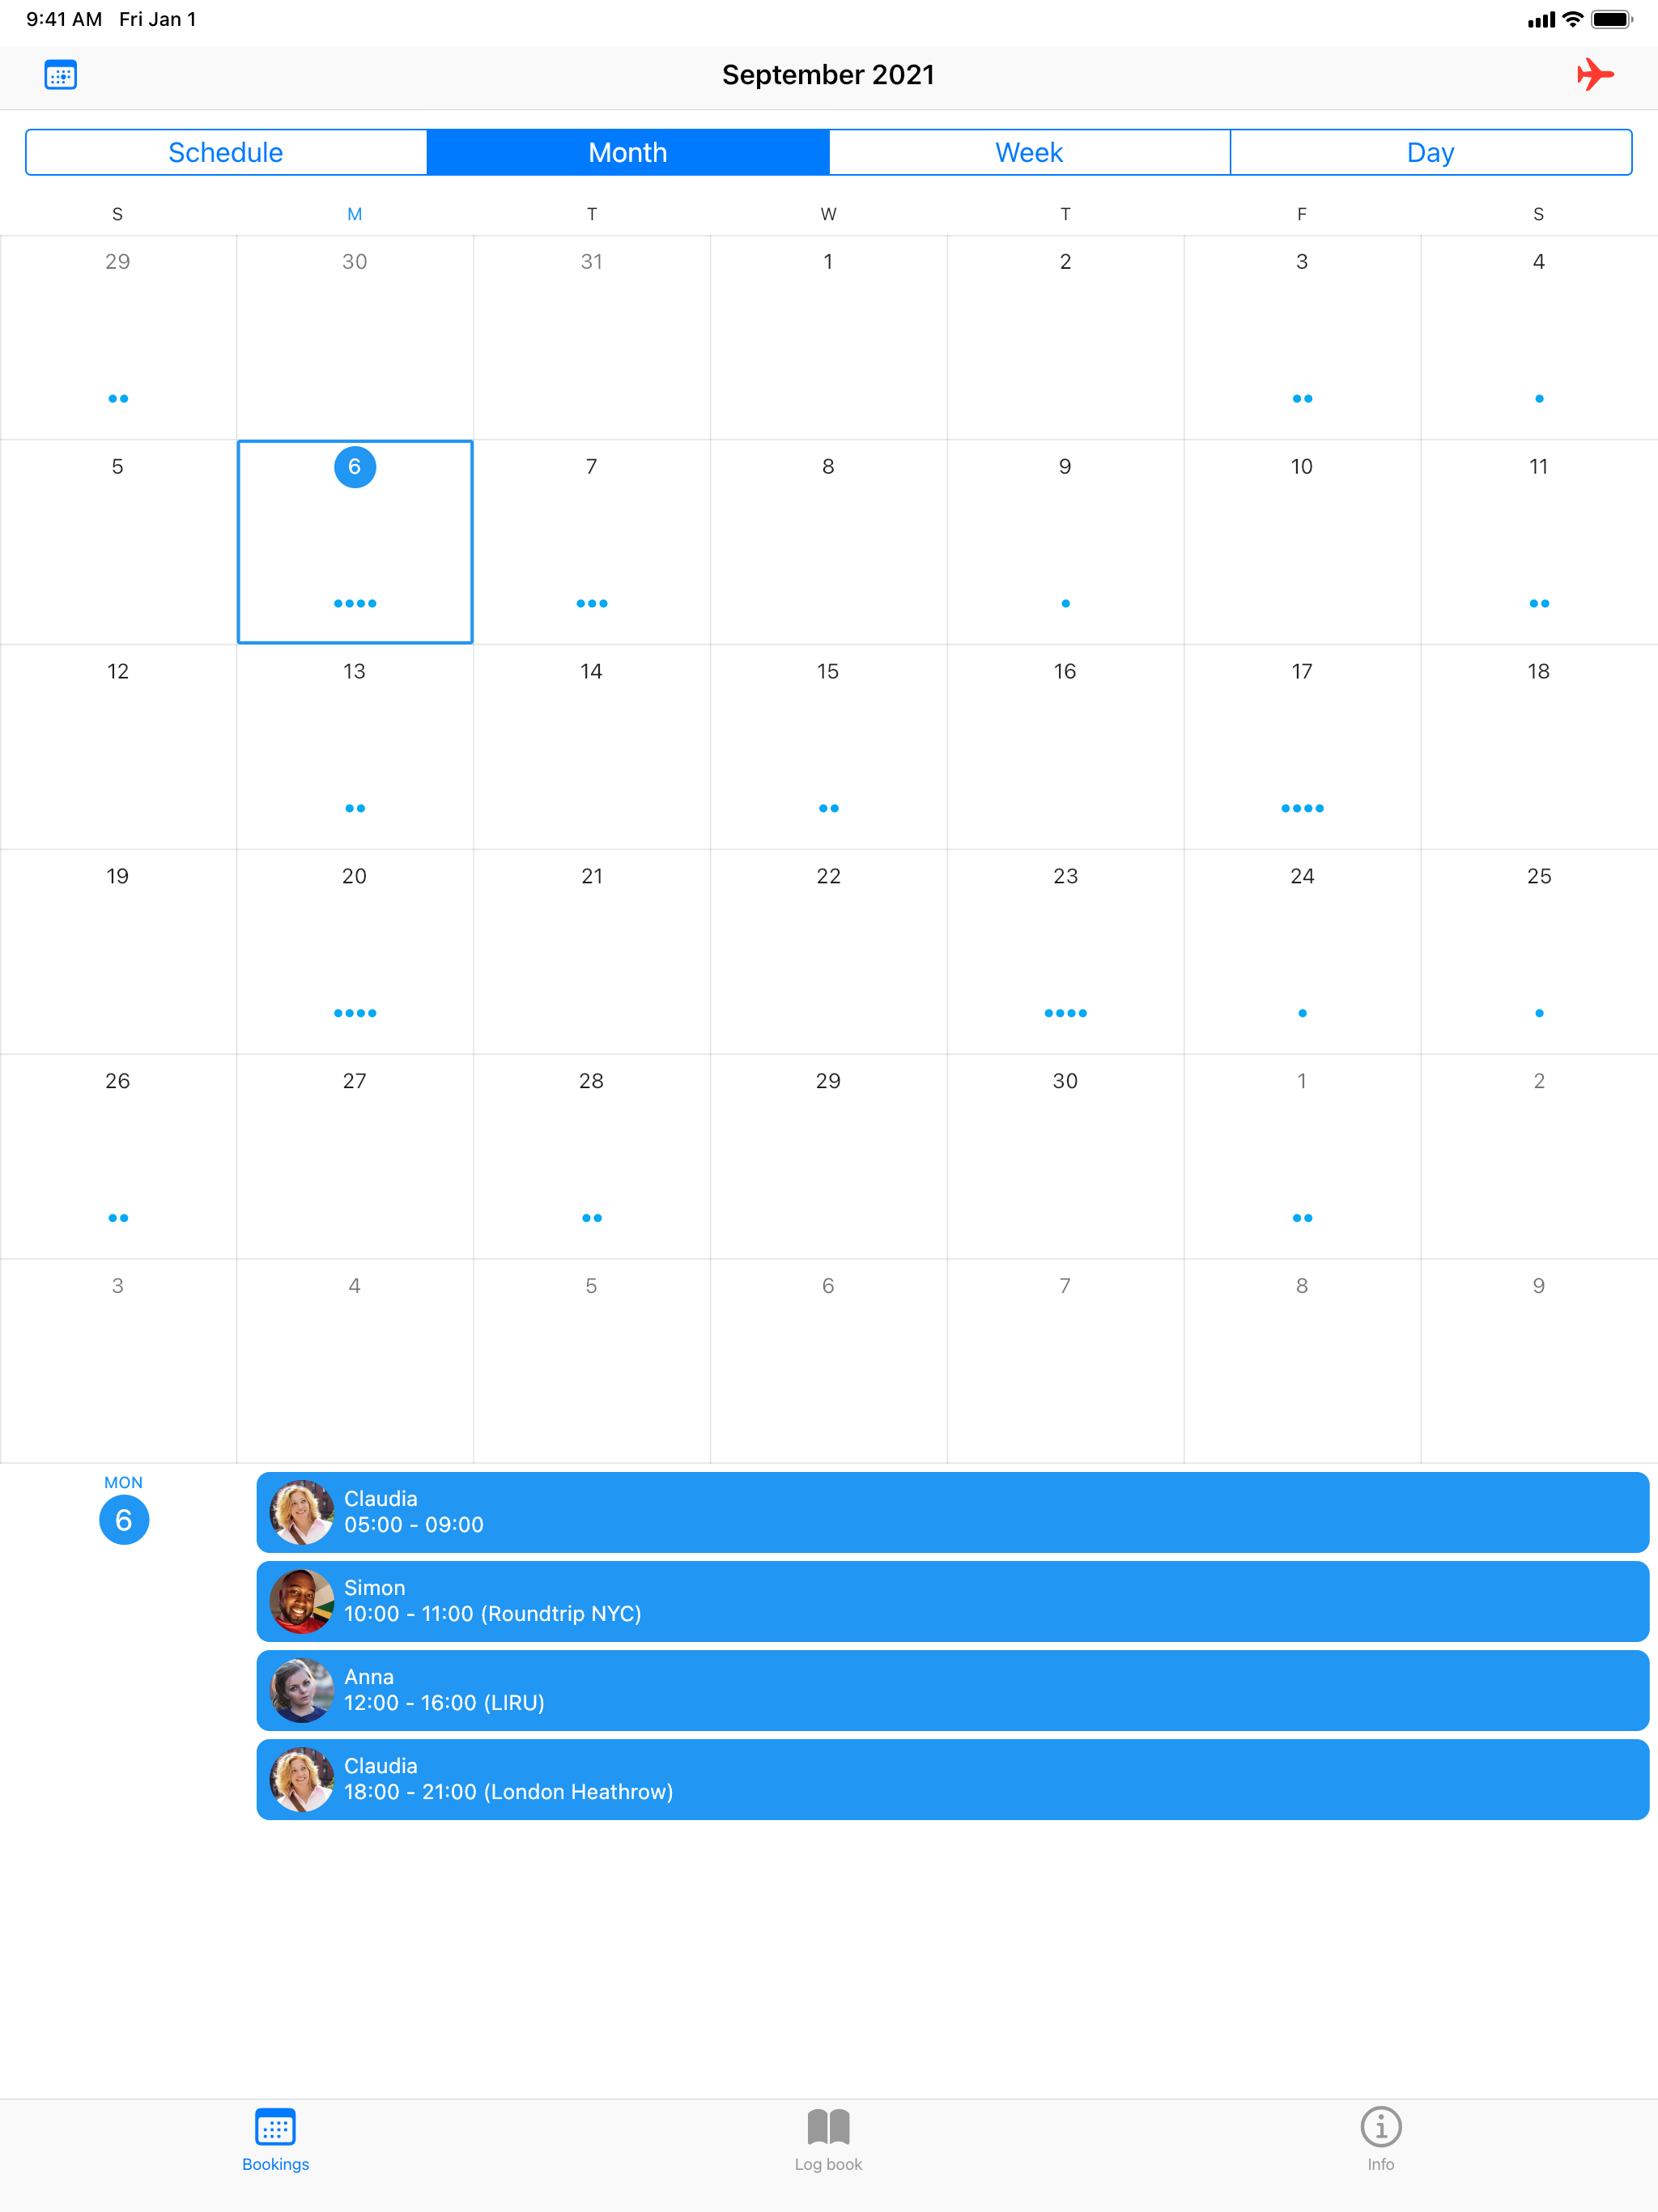 9:41 AM Fri Jan 1
September 2021
Schedule Month Week Day
S M T W T F S
29 30 31 1 2 3 4
5 6 7 8 9 10 11
12 13 14 15 16 17 18
19 20 21 22 23 24 25
26 27 28 29 30 1 2
3 4 5 6 7 8 9
MON
6
Claudia
05:00 - 09:00
Simon
10:00 - 11:00 (Roundtrip NYC)
Anna
12:00 - 16:00 (LIRU)
Claudia
18:00 - 21:00 (London Heathrow)
Bookings Log book Info